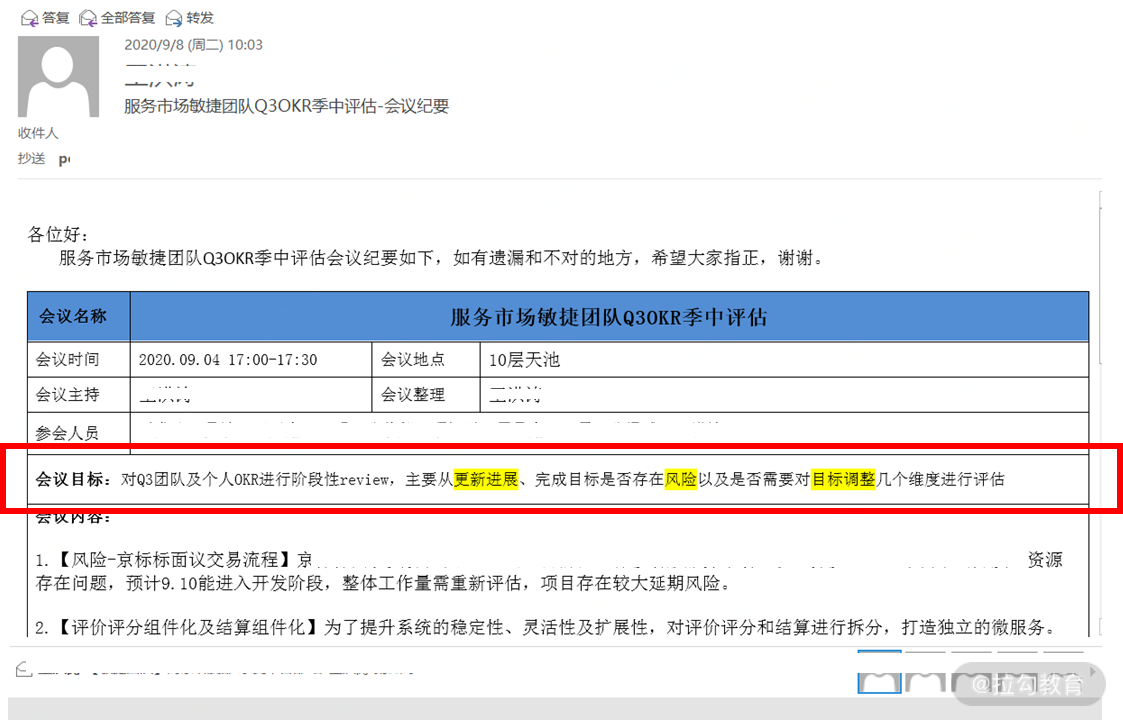 答复 全部答复 转发
2020/9/8 (周二) 10:03
服务市场敏捷团队Q3OKR季中评估-会议纪要
收件人
抄送
各位好：
服务市场敏捷团队Q3OKR季中评估会议纪要如下，如有遗漏和不对的地方，希望大家指正，谢谢。
会议名称 服务市场敏捷团队Q3OKR季中评估
会议时间 2020.09.04 17:00-17:30 会议地点 10层天池
会议主持 会议整理
参会人员
会议目标：对Q3团队及个人OKR进行阶段性review，主要从更新进展、完成目标是否存在风险以及是否需要对目标调整几个维度进行评估
会议内容：
1.【风险-京标标面议交易流程】京 资源
存在问题，预计9.10能进入开发阶段，整体工作量需重新评估，项目存在较大延期风险。
2.【评价评分组件化及结算组件化】为了提升系统的稳定性、灵活性及扩展性，对评价评分和结算进行拆分，打造独立的微服务。
@拉勾教育